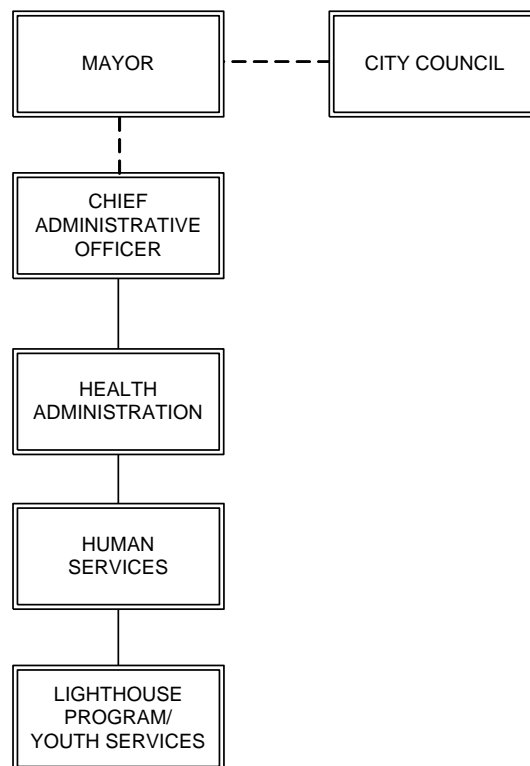 MAYOR
CITY COUNCIL
CHIEF
ADMINISTRATIVE
OFFICER
HEALTH
ADMINISTRATION
HUMAN
SERVICES
LIGHTHOUSE
PROGRAM/
YOUTH SERVICES